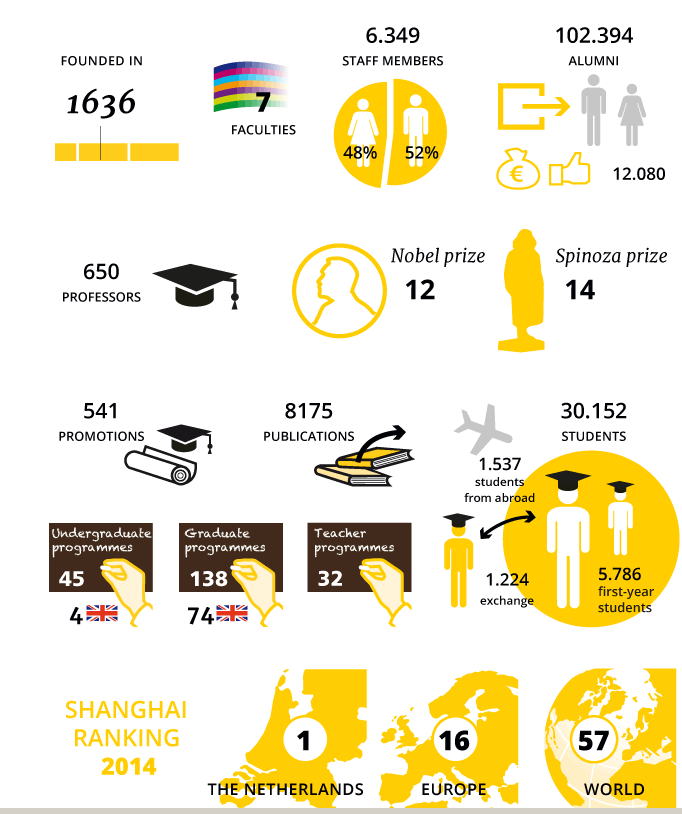 FOUNDED IN
1636
7
FACULTIES
6.349
STAFF MEMBERS
48%
52%
102.394
ALUMNI
€
12.080
650
PROFESSORS
Nobel prize
12
Spinoza prize
14
541
PROMOTIONS
8175
PUBLICATIONS
30.152
STUDENTS
1.537
students
from abroad
1.224
exchange
5.786
first-year
students
Undergraduate
programmes
45
4
Graduate
programmes
138
74
Teacher
programmes
32
SHANGHAI
RANKING
2014
1
THE NETHERLANDS
16
EUROPE
57
WORLD